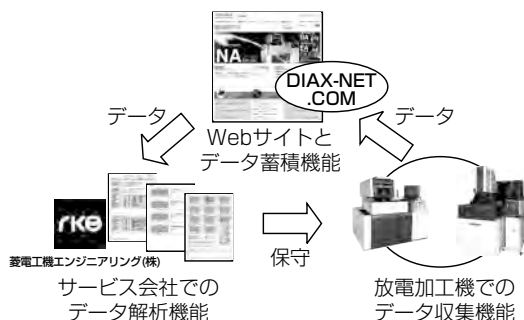 NA
DIAX-NET
.COM
データ
データ
Webサイトと
データ蓄積機能
rke
菱電工機エンジニアリング(株)
保守
サービス会社での
データ解析機能
放電加工機での
データ収集機能